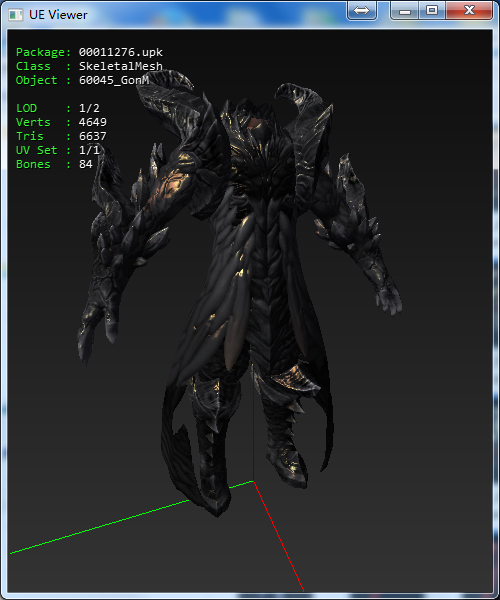 UE Viewer
Package: 00011276.upk
Class : SkeletalMesh
Object : 60045_GonM
LOD : 1/2
Verts : 4649
Tris : 6637
UV Set : 1/1
Bones : 84